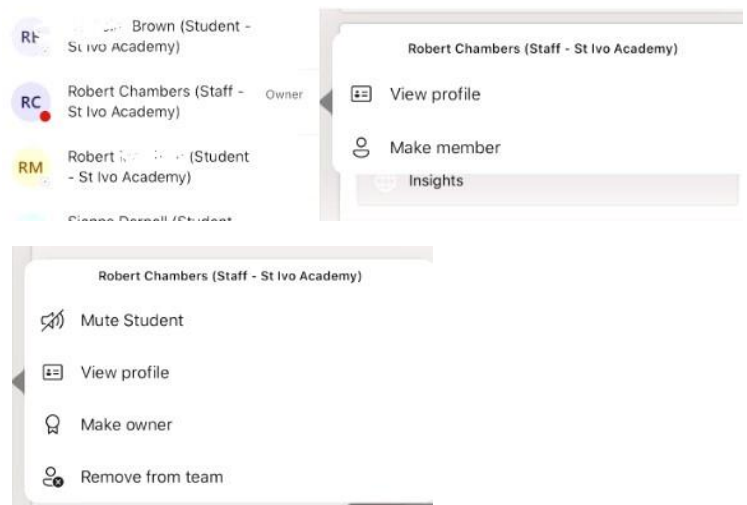 Brown (Student -
St Ivo Academy)
RC
Robert Chambers (Staff -
St Ivo Academy)
Owner
RM
Robert (Student
- St Ivo Academy)
(Student
Robert Chambers (Staff - St Ivo Academy)
View profile
Make member
Insights
Robert Chambers (Staff - St Ivo Academy)
Mute Student
View profile
Make owner
Remove from team